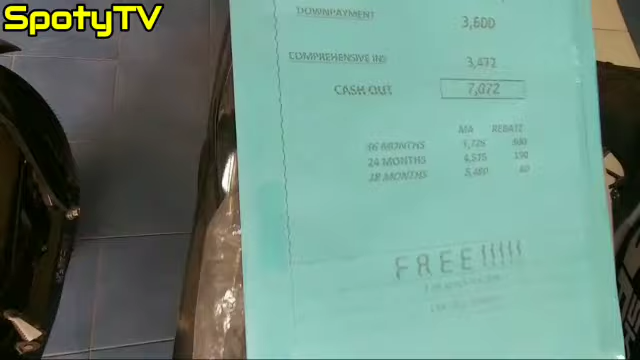 SpotyTV
DOWNPAYMENT 3,600
COMPREHENSIVE INS 3,472
CASH OUT 7,072
MA REBATE
36 MONTHS
24 MONTHS 4,575 190
18 MONTHS
FREE!!!!!